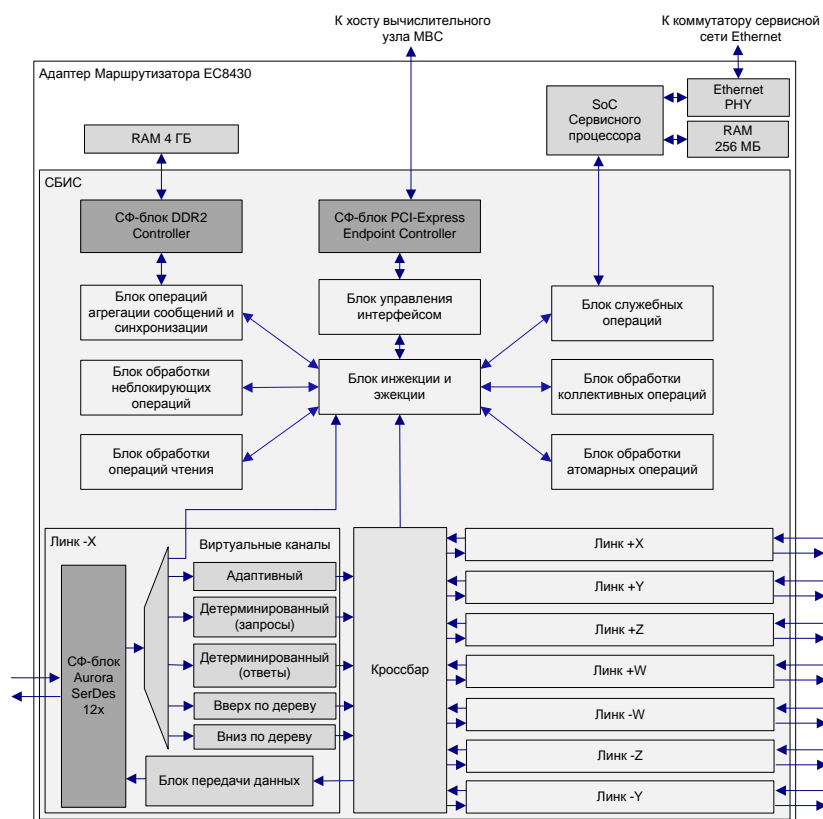 К хосту вычислительного
узла МВС
К коммутатору сервисной
сети Ethernet
Адаптер Маршрутизатора ЕС8430
Ethernet
PHY
SoC
Сервисного
процессора
RAM
256 МБ
RAM 4 ГБ
СБИС
СФ-блок DDR2
Controller
СФ-блок PCI-Express
Endpoint Controller
Блок операций
агрегации сообщений и
синхронизации
Блок управления
интерфейсом
Блок служебных
операций
Блок обработки
неблокирующих
операций
Блок инжекции и
эжекции
Блок обработки
коллективных операций
Блок обработки
операций чтения
Блок обработки
атомарных операций
Линк -X
Виртуальные каналы
СФ-блок
Aurora
SerDes
12x
Адаптивный
Детерминированный
(запросы)
Детерминированный
(ответы)
Вверх по дереву
Вниз по дереву
Блок передачи данных
Кроссбар
Линк +X
Линк +Y
Линк +Z
Линк +W
Линк -W
Линк -Z
Линк -Y